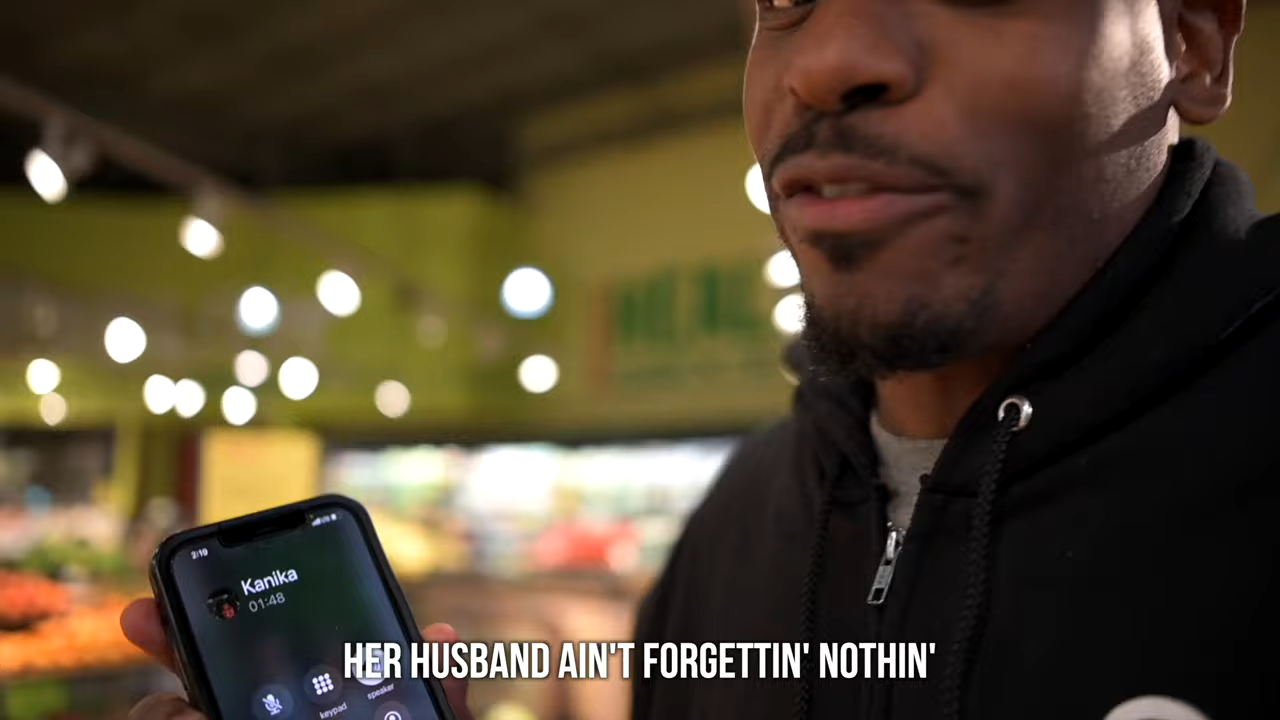 2:19
Kanika
01:48
keypad
speaker
HER HUSBAND AIN'T FORGETTIN' NOTHIN'